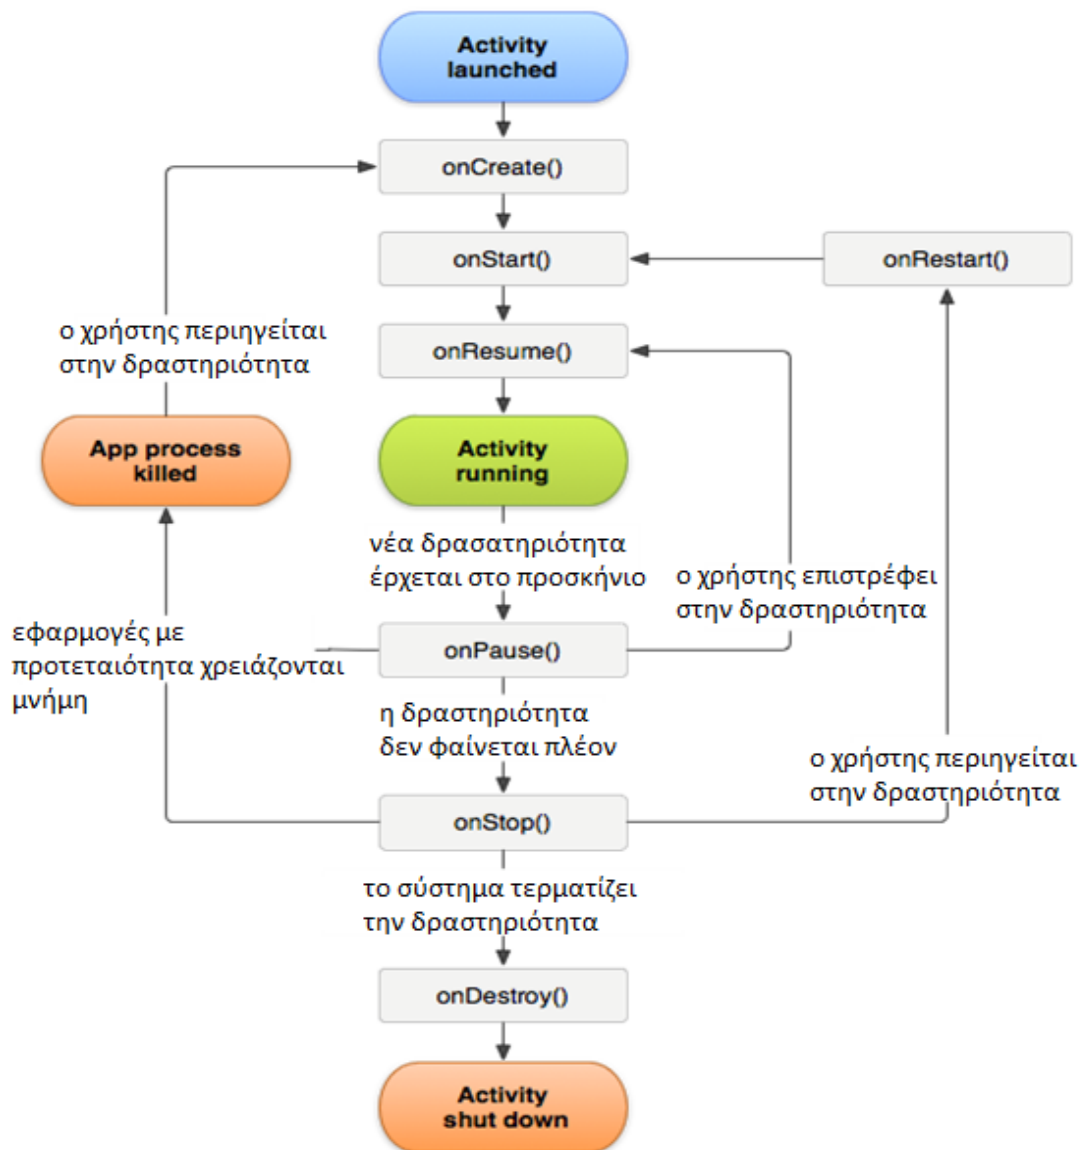 Activity
launched
onCreate()
onStart()
onRestart()
ο χρήστης περιηγείται
στην δραστηριότητα
onResume()
App process
killed
Activity
running
νέα δρασατηριότητα
έρχεται στο προσκήνιο
ο χρήστης επιστρέφει
στην δραστηριότητα
εφαρμογές με
προτεταιότητα χρειάζονται
μνήμη
onPause()
η δραστηριότητα
δεν φαίνεται πλέον
ο χρήστης περιηγείται
στην δραστηριότητα
onStop()
το σύστημα τερματίζει
την δραστηριότητα
onDestroy()
Activity
shut down